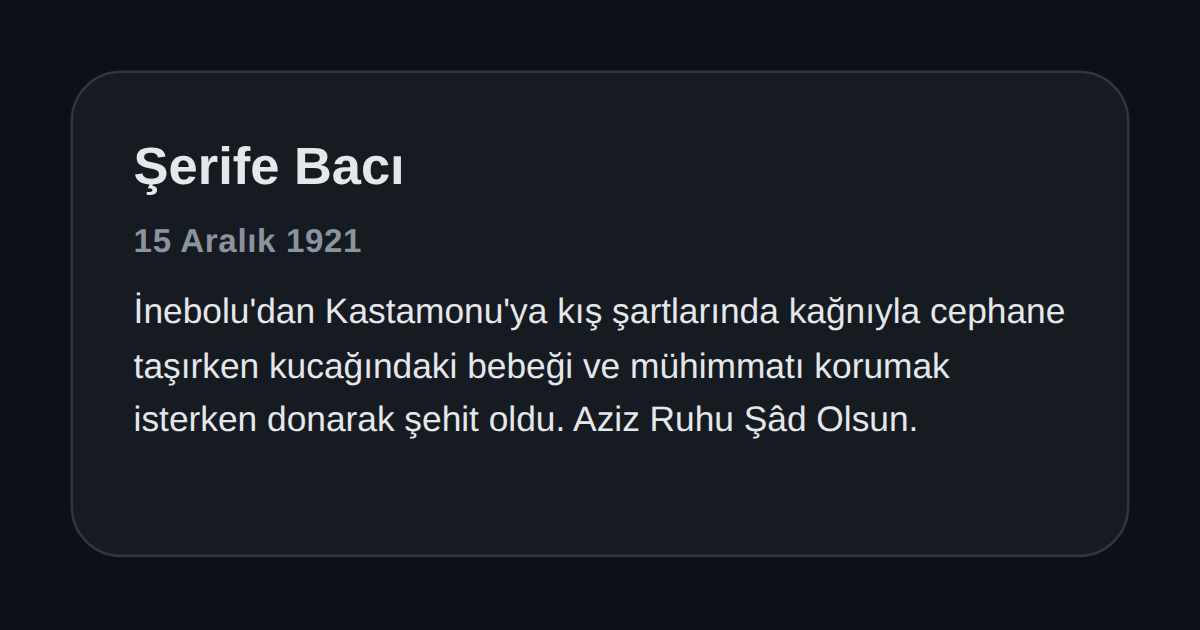 Şerife Bacı
15 Aralık 1921
İnebolu'dan Kastamonu'ya kış şartlarında kağnıyla cephane
taşırken kucağındaki bebeği ve mühimmatı korumak
isterken donarak şehit oldu. Aziz Ruhu Şâd Olsun.